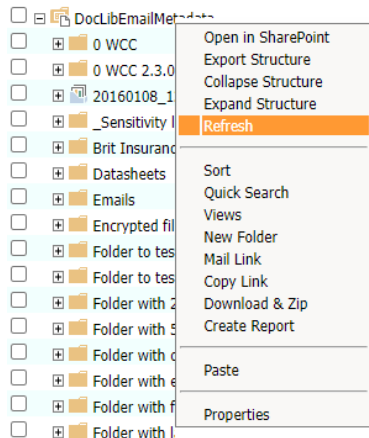 DocLibEmailMetadata
0 WCC
0 WCC 2.3.0
20160108_1
_Sensitivity
Brit Insuranc
Datasheets
Emails
Encrypted fil
Folder to tes
Folder to tes
Folder with 2
Folder with 5
Folder with
Folder with e
Folder with f
Folder with
Open in SharePoint
Export Structure
Collapse Structure
Expand Structure
Refresh
Sort
Quick Search
Views
New Folder
Mail Link
Copy Link
Download & Zip
Create Report
Paste
Properties